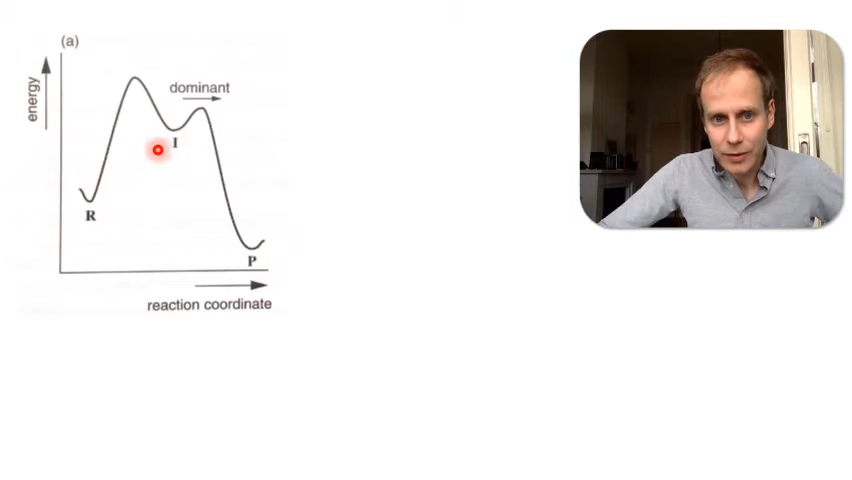 (a)
energy
dominant
I
R
P
reaction coordinate